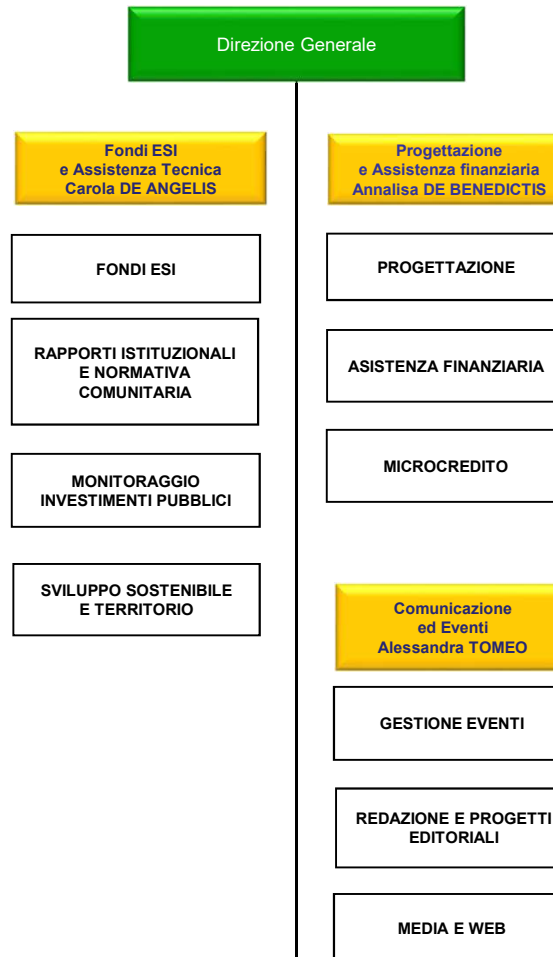 Direzione Generale
Fondi ESI
e Assistenza Tecnica
Carola DE ANGELIS
FONDI ESI
RAPPORTI ISTITUZIONALI
E NORMATIVA
COMUNITARIA
MONITORAGGIO
INVESTIMENTI PUBBLICI
SVILUPPO SOSTENIBILE
E TERRITORIO
Progettazione
e Assistenza finanziaria
Annalisa DE BENEDICTIS
PROGETTAZIONE
ASISTENZA FINANZIARIA
MICROCREDITO
Comunicazione
ed Eventi
Alessandra TOMEO
GESTIONE EVENTI
REDAZIONE E PROGETTI
EDITORIALI
MEDIA E WEB